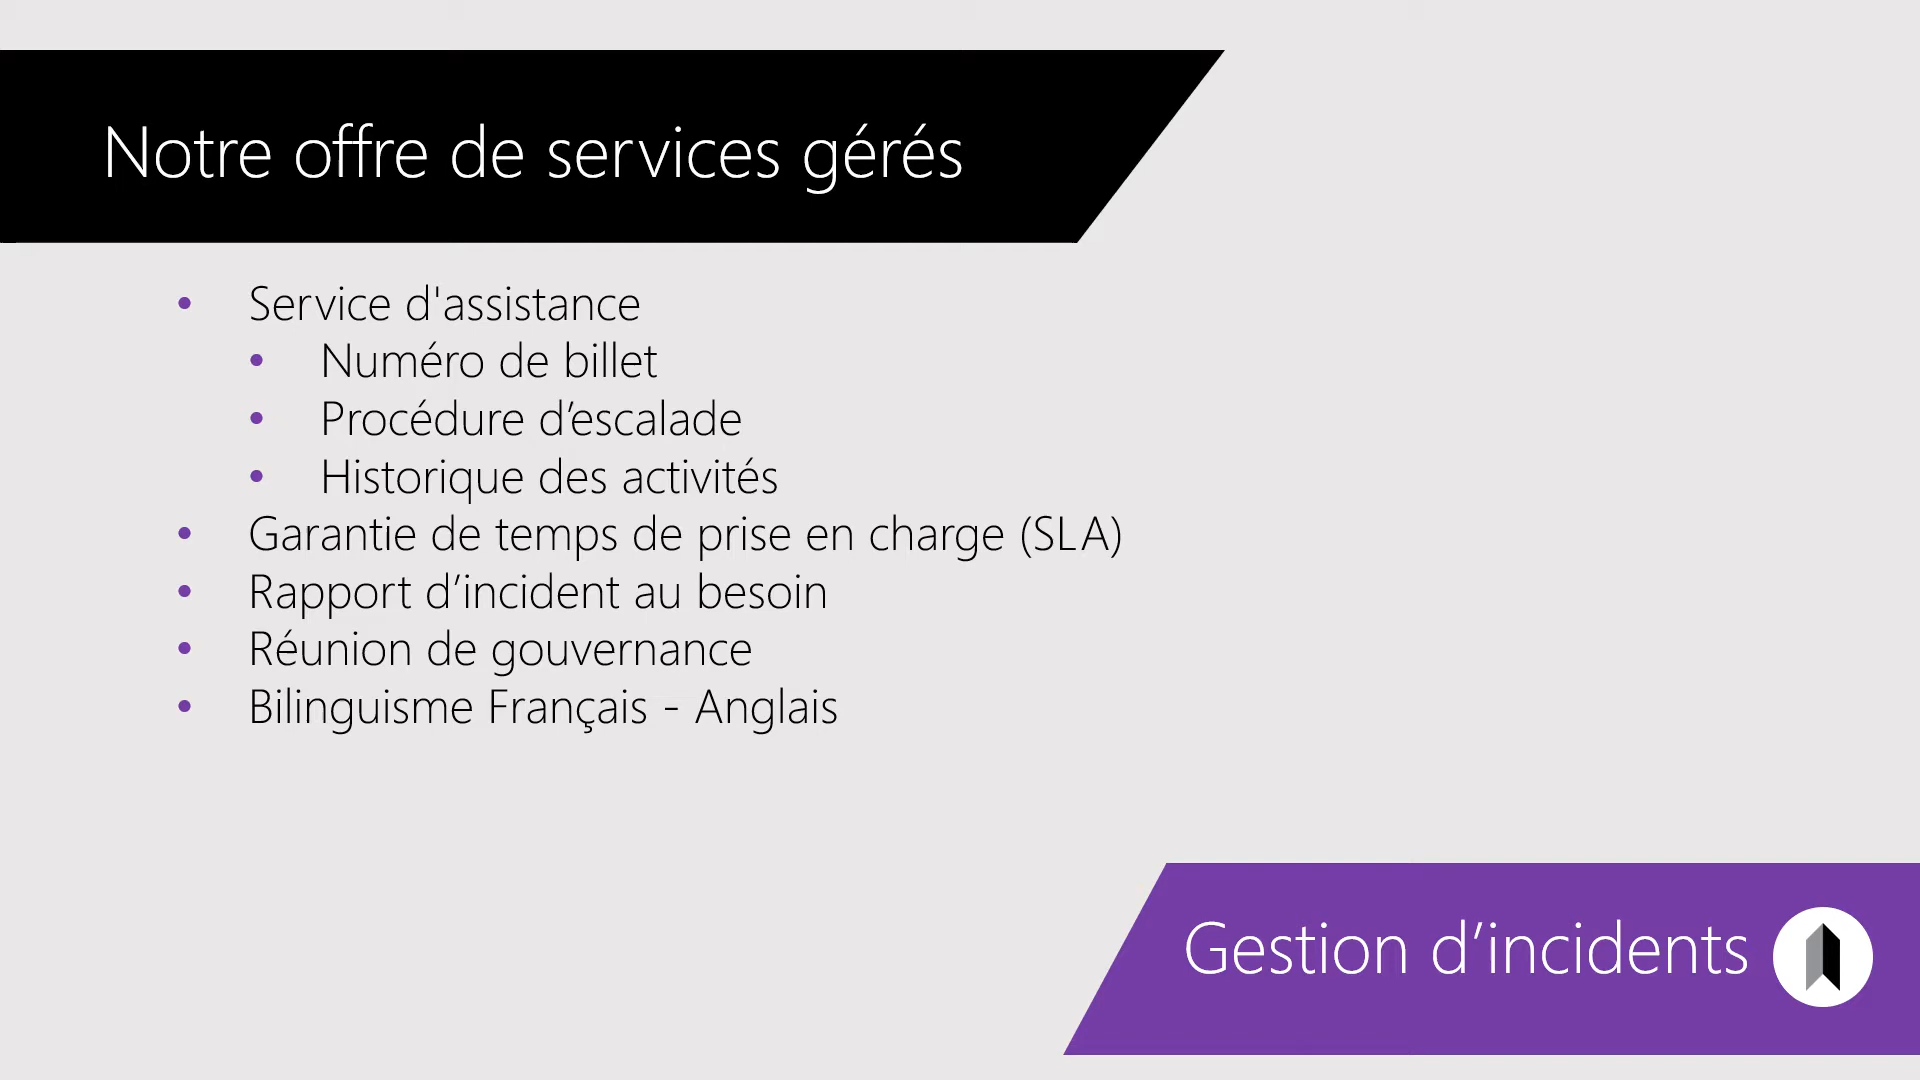 Notre offre de services gérés
• Service d'assistance
• Numéro de billet
• Procédure d’escalade
• Historique des activités
• Garantie de temps de prise en charge (SLA)
• Rapport d’incident au besoin
• Réunion de gouvernance
• Bilinguisme Français - Anglais
Gestion d’incidents